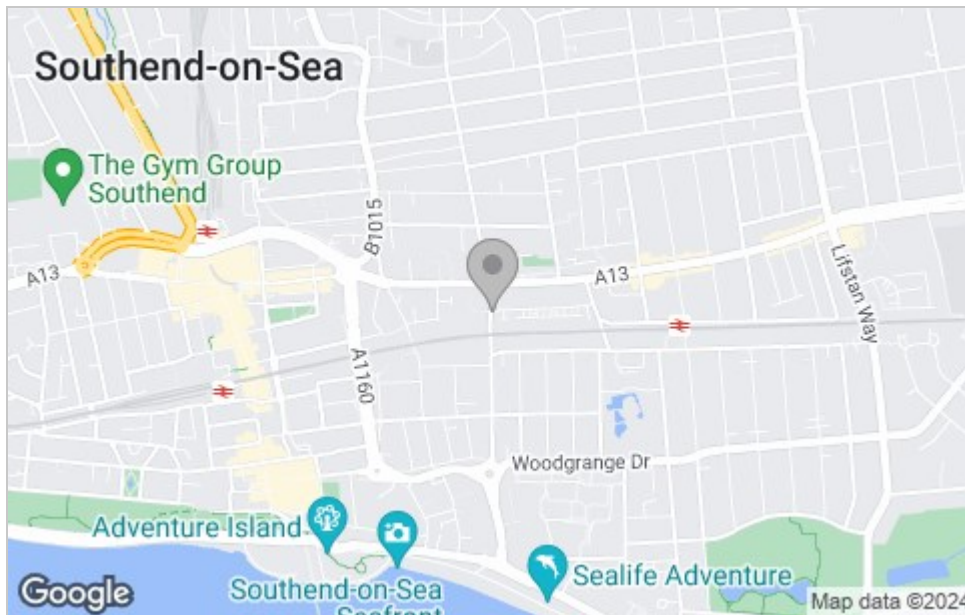 Southend-on-Sea
The Gym Group
Southend
B1015
A13
A13
Lifstan Way
A1160
Woodgrange Dr
Adventure Island
Southend-on-Sea
Seafront
Sealife Adventure
Google
Map data ©2024